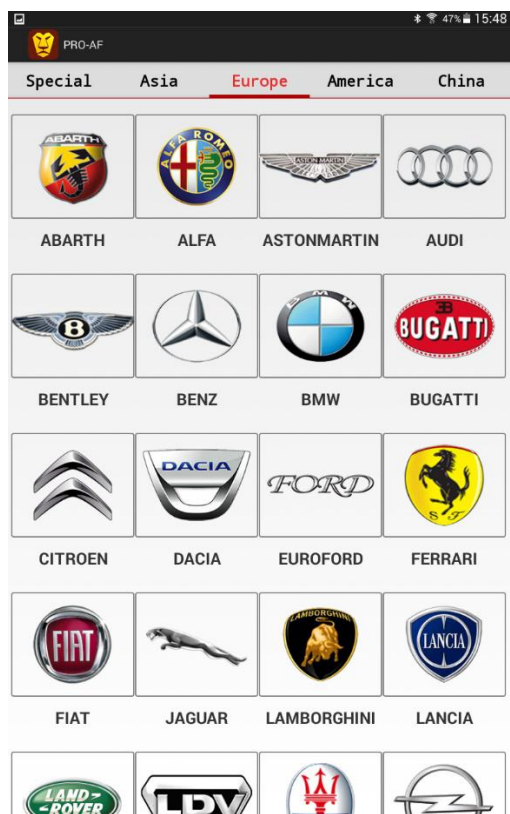 47% 15:48
PRO-AF
Special Asia Europe America China
ABARTH
ALFA ROMEO
ASTON MARTIN
ABARTH ALFA ASTONMARTIN AUDI
B
BMW
EB
BUGATTI
BENTLEY BENZ BMW BUGATTI
DACIA
FORD
S F
CITROEN DACIA EUROFORD FERRARI
FIAT
LAMBORGHINI
LANCIA
FIAT JAGUAR LAMBORGHINI LANCIA
LAND-
-ROVER
LDV